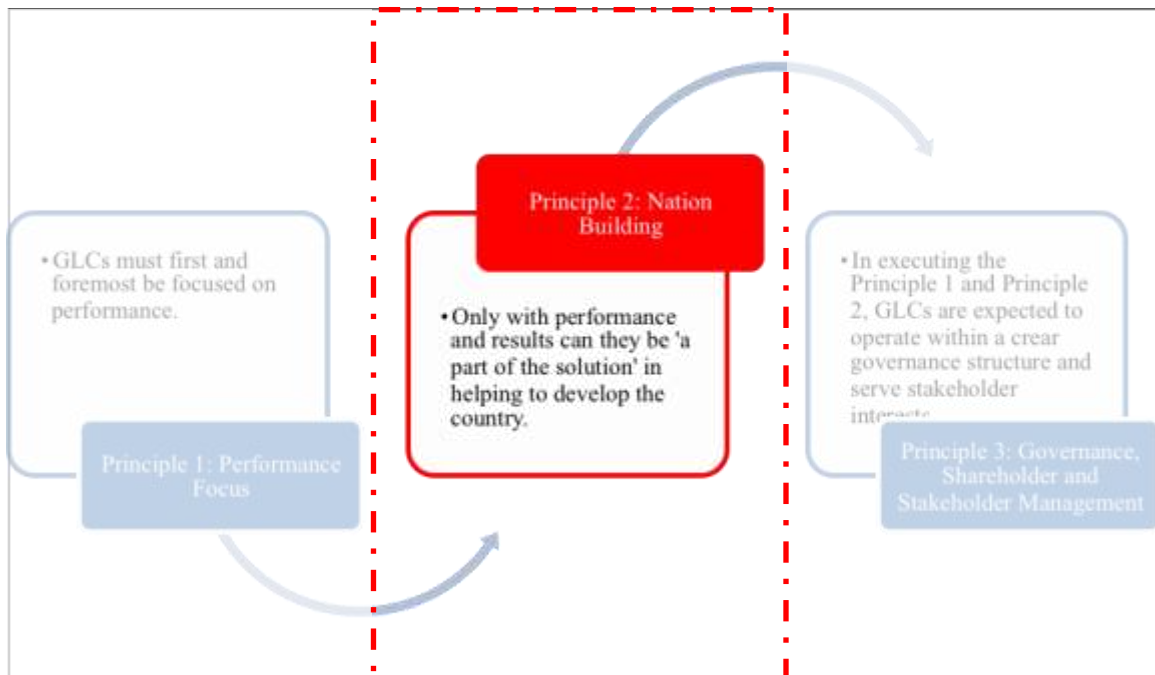 • GLCs must first and
foremost be focused on
performance.
Principle 1: Performance
Focus
Principle 2: Nation
Building
• Only with performance
and results can they be 'a
part of the solution' in
helping to develop the
country.
• In executing the
Principle 1 and Principle
2, GLCs are expected to
operate within a crear
governance structure and
serve stakeholder
interests
Principle 3: Governance,
Shareholder and
Stakeholder Management